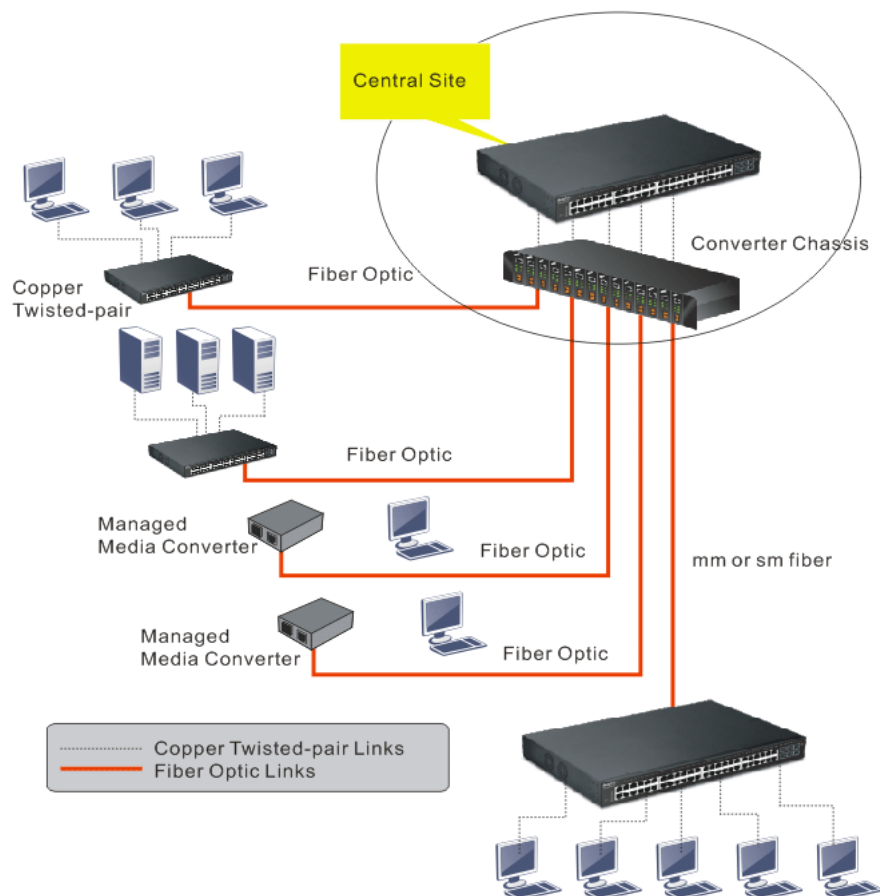 Central Site
Converter Chassis
Fiber Optic
Copper
Twisted-pair
Fiber Optic
Managed
Media Converter
Fiber Optic
mm or sm fiber
Managed
Media Converter
Fiber Optic
Copper Twisted-pair Links
Fiber Optic Links